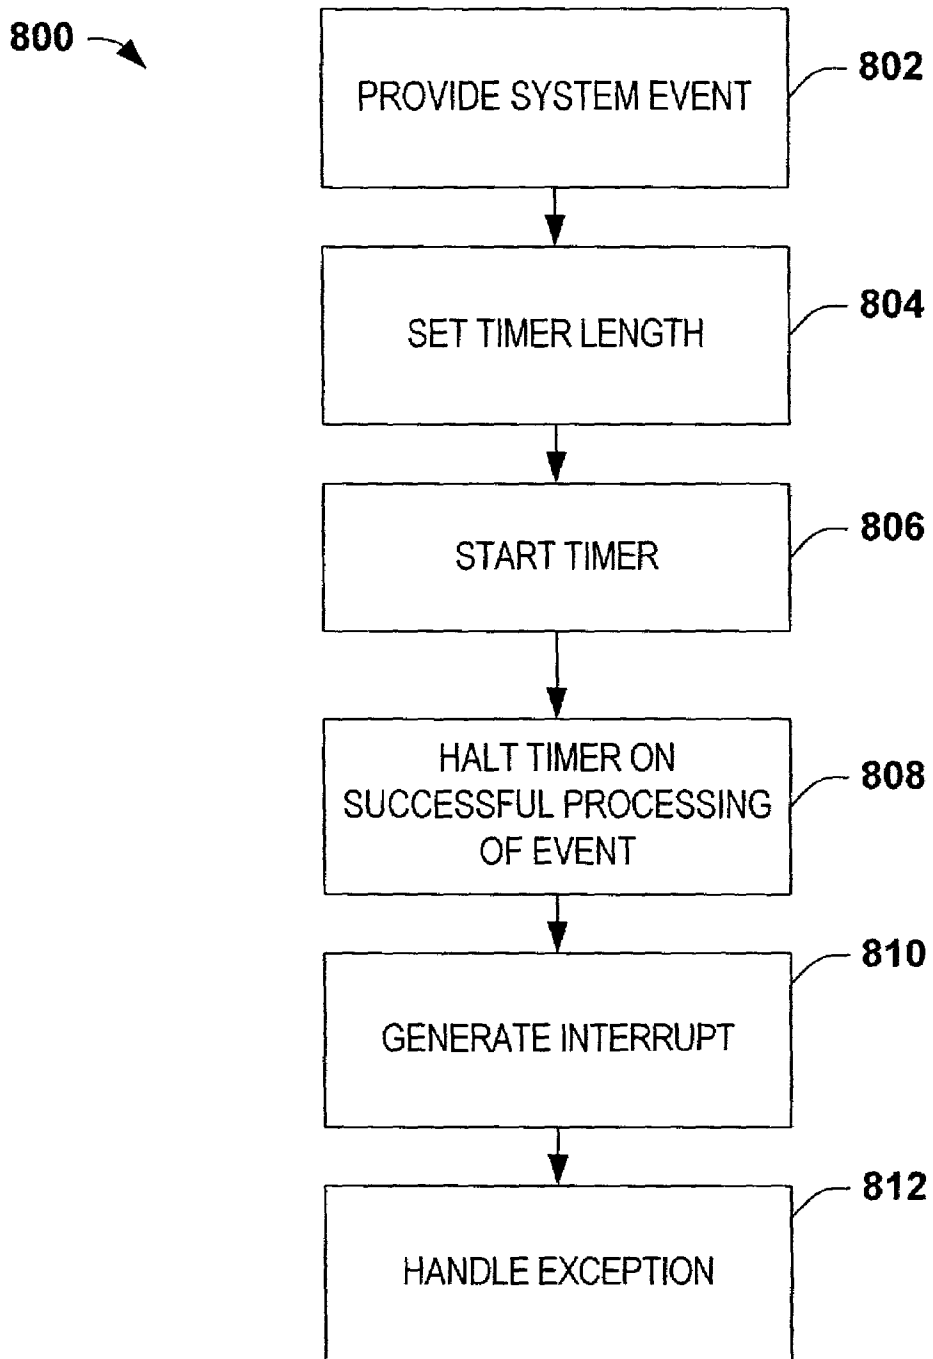 800
PROVIDE SYSTEM EVENT
802
SET TIMER LENGTH
804
START TIMER
806
HALT TIMER ON
SUCCESSFUL PROCESSING
OF EVENT
808
GENERATE INTERRUPT
810
HANDLE EXCEPTION
812